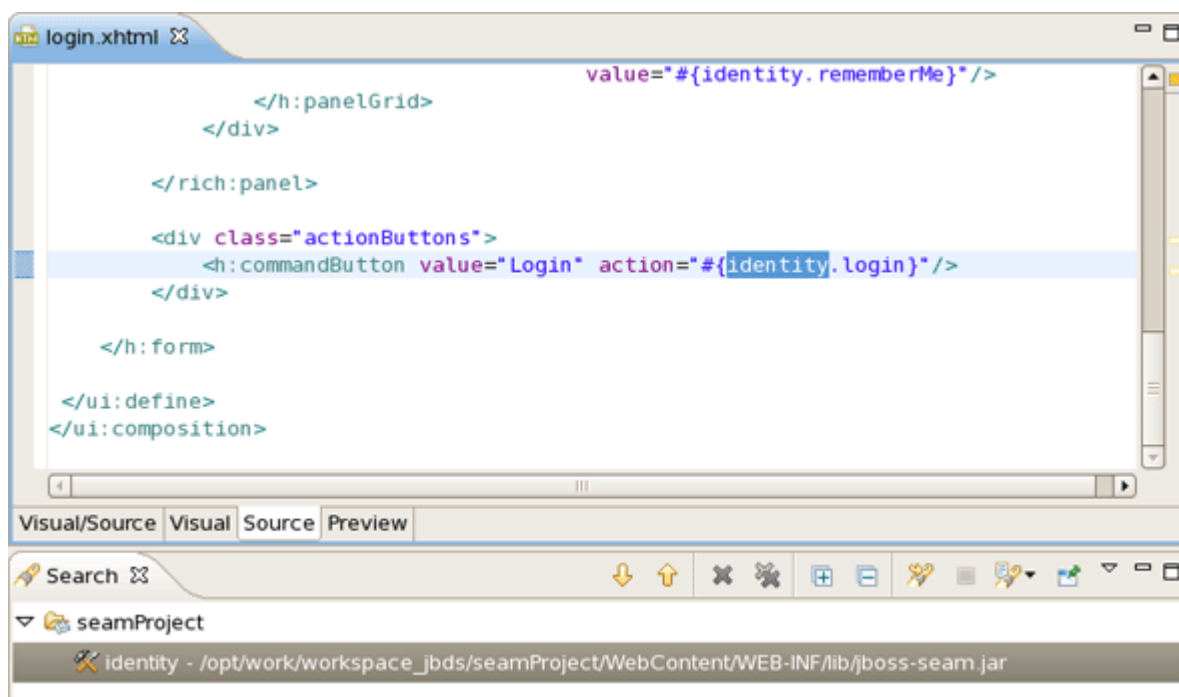 login.xhtml
value="#{identity.rememberMe}"/>
</h:panelGrid>
</div>
</rich:panel>
<div class="actionButtons">
<h:commandButton value="Login" action="#{identity.login}"/>
</div>
</h:form>
</ui:define>
</ui:composition>
Visual/Source Visual Source Preview
Search
seamProject
identity - /opt/work/workspace_jbds/seamProject/WebContent/WEB-INF/lib/jboss-seam.jar